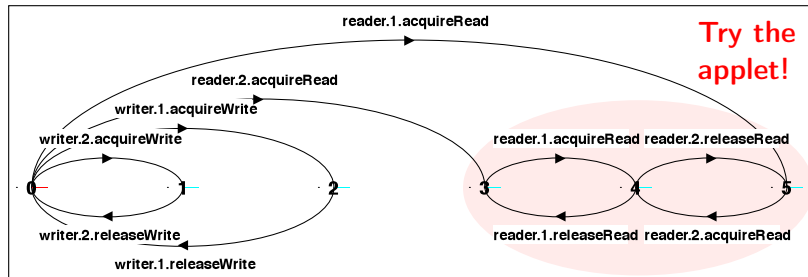 reader.1.acquireRead
Try the
applet!
reader.2.acquireRead
writer.1.acquireWrite
writer.2.acquireWrite
reader.1.acquireRead reader.2.releaseRead
0 1 2 3 4 5
writer.2.releaseWrite
reader.1.releaseRead reader.2.acquireRead
writer.1.releaseWrite